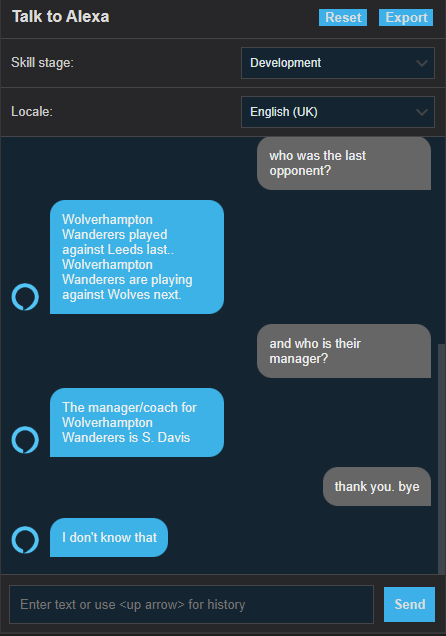 Talk to Alexa
Reset
Export
Skill stage:
Development
Locale:
English (UK)
who was the last
opponent?
Wolverhampton
Wanderers played
against Leeds last..
Wolverhampton
Wanderers are playing
against Wolves next.
and who is their
manager?
The manager/coach for
Wolverhampton
Wanderers is S. Davis
thank you. bye
I don't know that
Enter text or use <up arrow> for history
Send